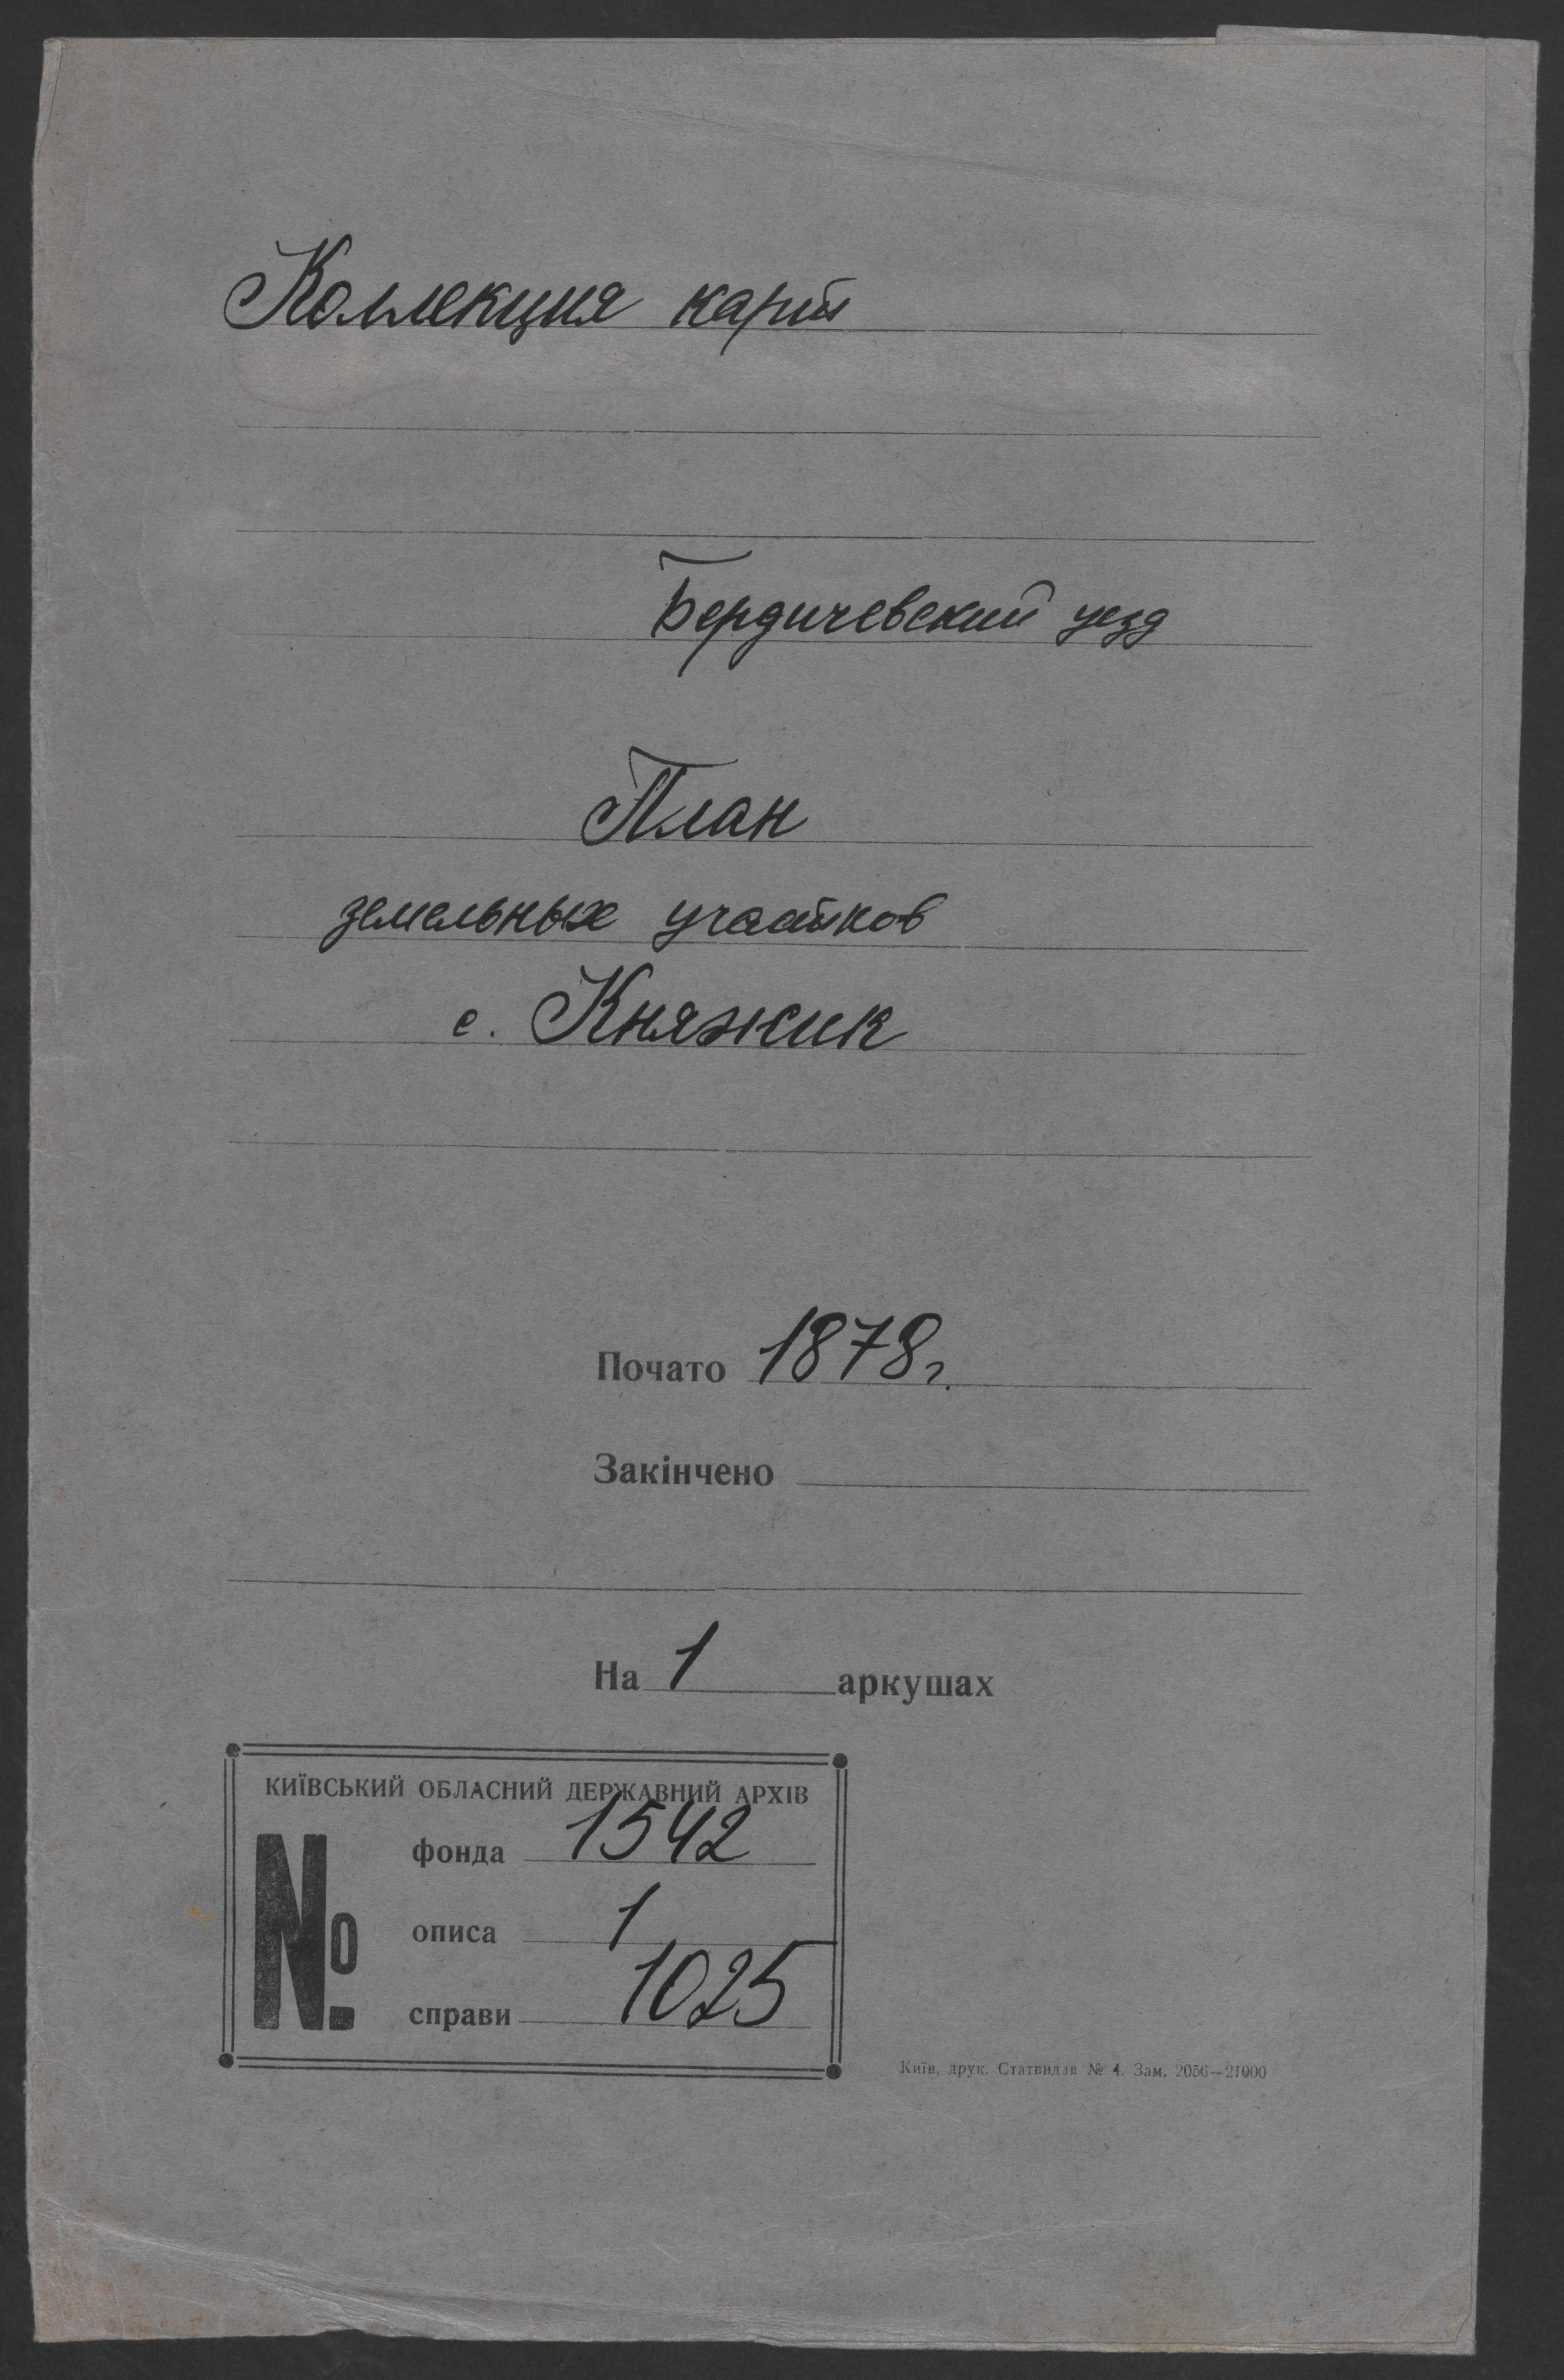 Коллекция карт
Бердичевский уезд
План
земельных участков
с. Княжик
Почато 1878 г.
Закінчено
На 1 аркушах
КИЇВСЬКИЙ ОБЛАСНИЙ ДЕРЖАВНИЙ АРХІВ
№
фонда 1542
описа 1
справи 1025
Київ, друк. Статвидав № 4. Зам. 2056—21000